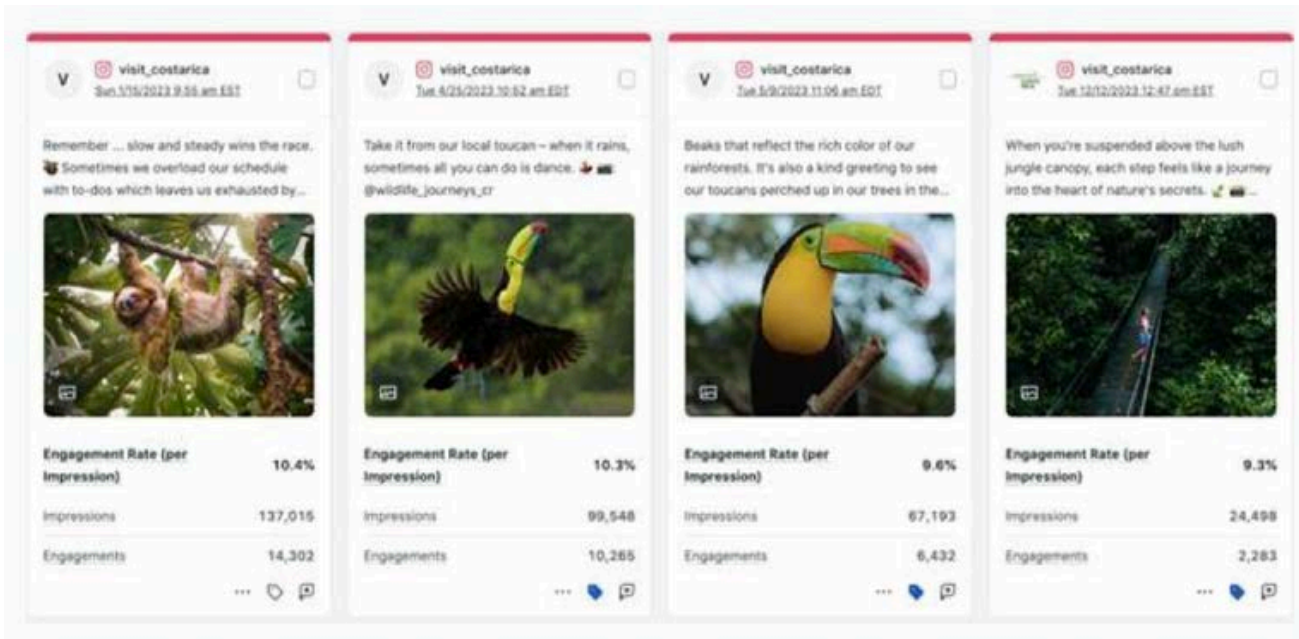 visit_costarica
Sun 1/15/2023 9:55 am EST
Remember ... slow and steady wins the race.
🦥 Sometimes we overload our schedule
with to-dos which leaves us exhausted by...
Engagement Rate (per
Impression)
10.4%
Impressions
137,015
Engagements
14,302
visit_costarica
Tue 4/25/2023 10:52 am EDT
Take it from our local toucan – when it rains,
sometimes all you can do is dance. 💃 📸:
@wildlife_journeys_cr
Engagement Rate (per
Impression)
10.3%
Impressions
99,548
Engagements
10,265
visit_costarica
Tue 5/9/2023 11:06 am EDT
Beaks that reflect the rich color of our
rainforests. It's also a kind greeting to see
our toucans perched up in our trees in the...
Engagement Rate (per
Impression)
9.6%
Impressions
67,193
Engagements
6,432
visit_costarica
Tue 12/12/2023 12:47 pm EST
When you're suspended above the lush
jungle canopy, each step feels like a journey
into the heart of nature's secrets. 🌿 📸...
Engagement Rate (per
Impression)
9.3%
Impressions
24,498
Engagements
2,283